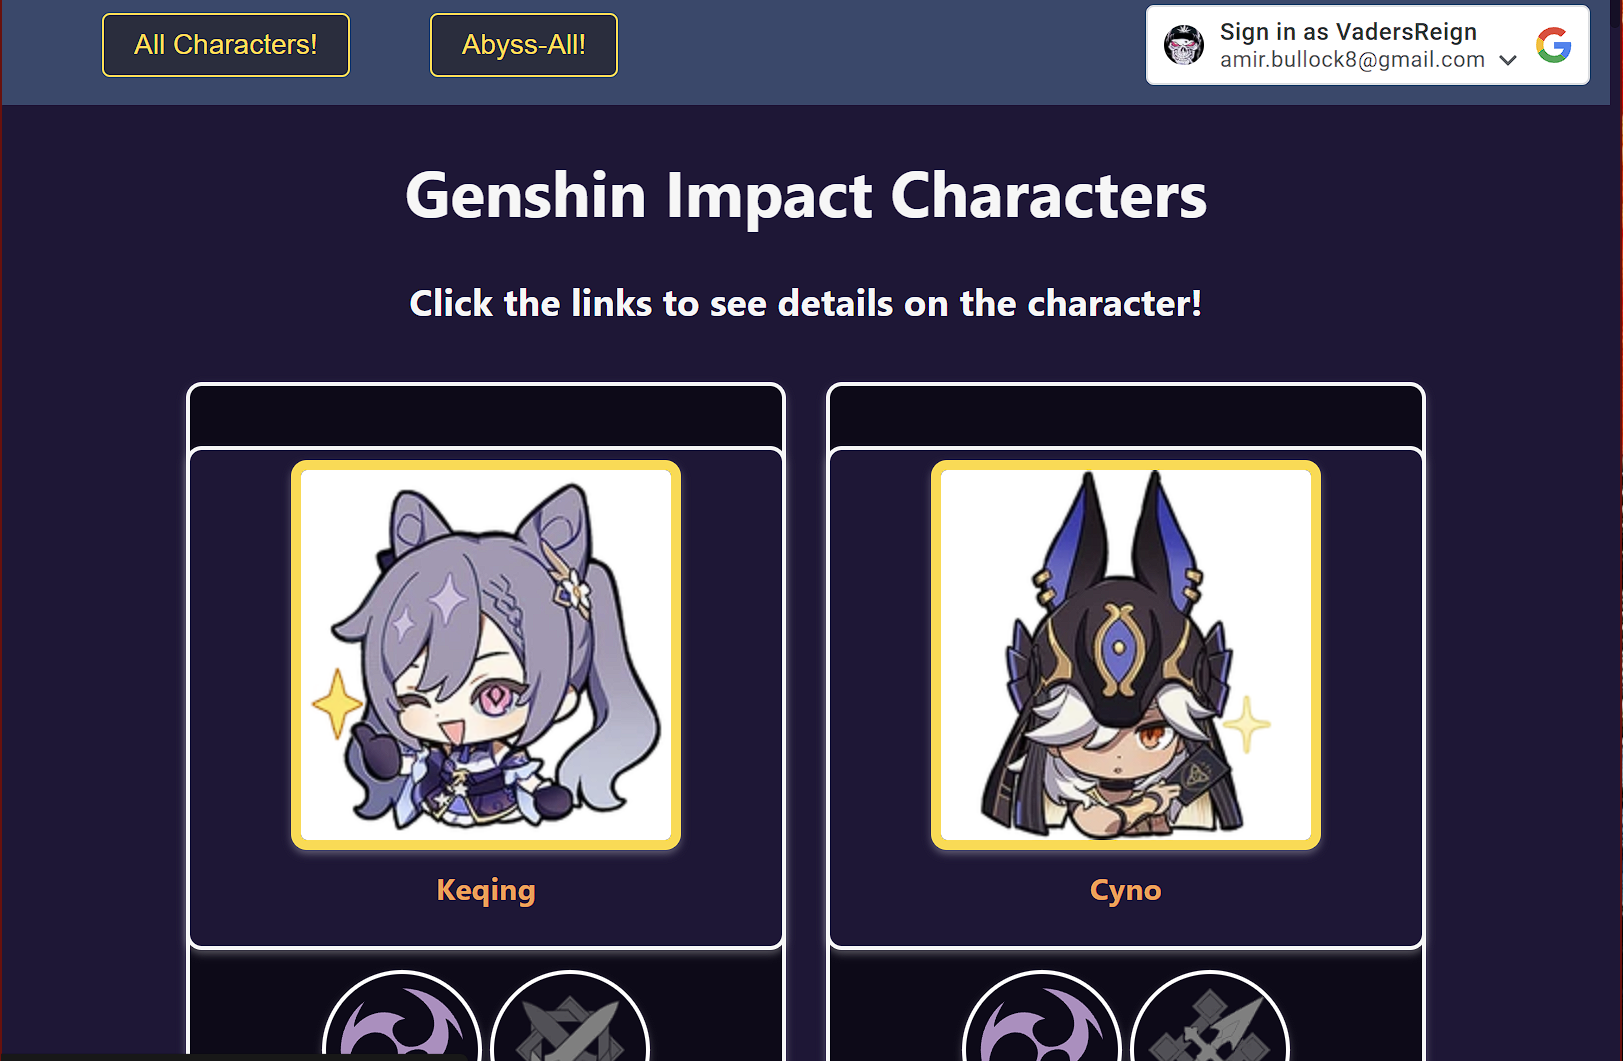 All Characters!
Abyss-All!
Sign in as VadersReign
amir.bullock8@gmail.com
Genshin Impact Characters
Click the links to see details on the character!
Keqing
Cyno